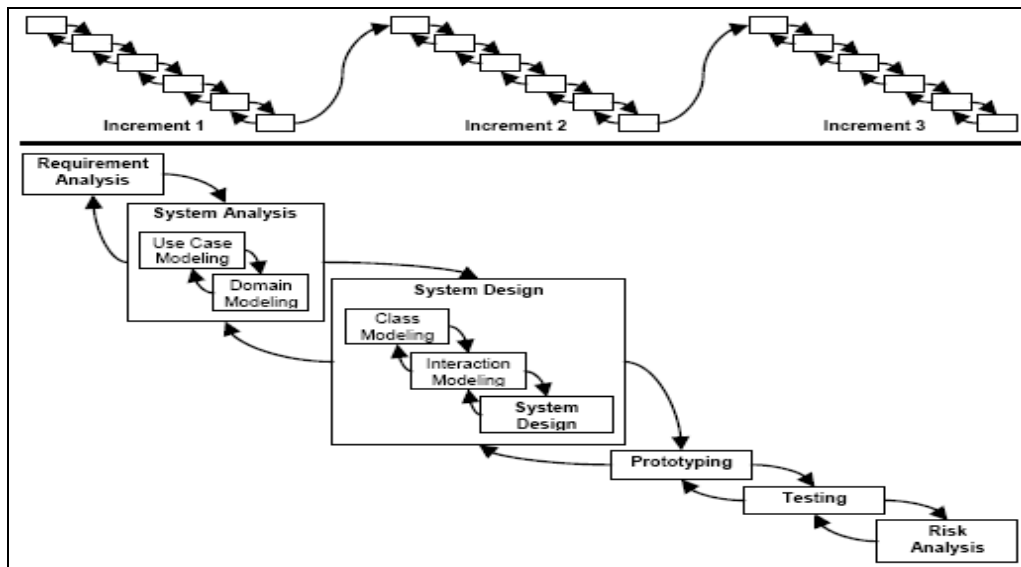 Increment 1
Increment 2
Increment 3
Requirement
Analysis
System Analysis
Use Case
Modeling
Domain
Modeling
System Design
Class
Modeling
Interaction
Modeling
System
Design
Prototyping
Testing
Risk
Analysis